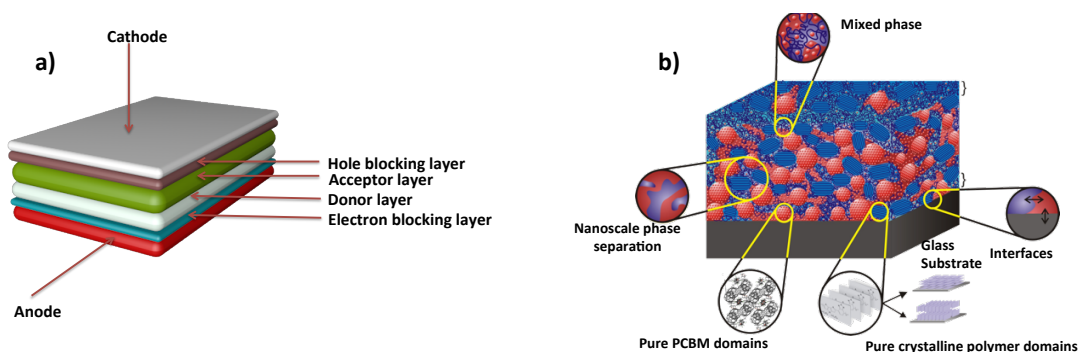 a)
Cathode
Hole blocking layer
Acceptor layer
Donor layer
Electron blocking layer
Anode
b)
Mixed phase
Nanoscale phase
separation
Glass
Substrate
Interfaces
Pure PCBM domains
Pure crystalline polymer domains